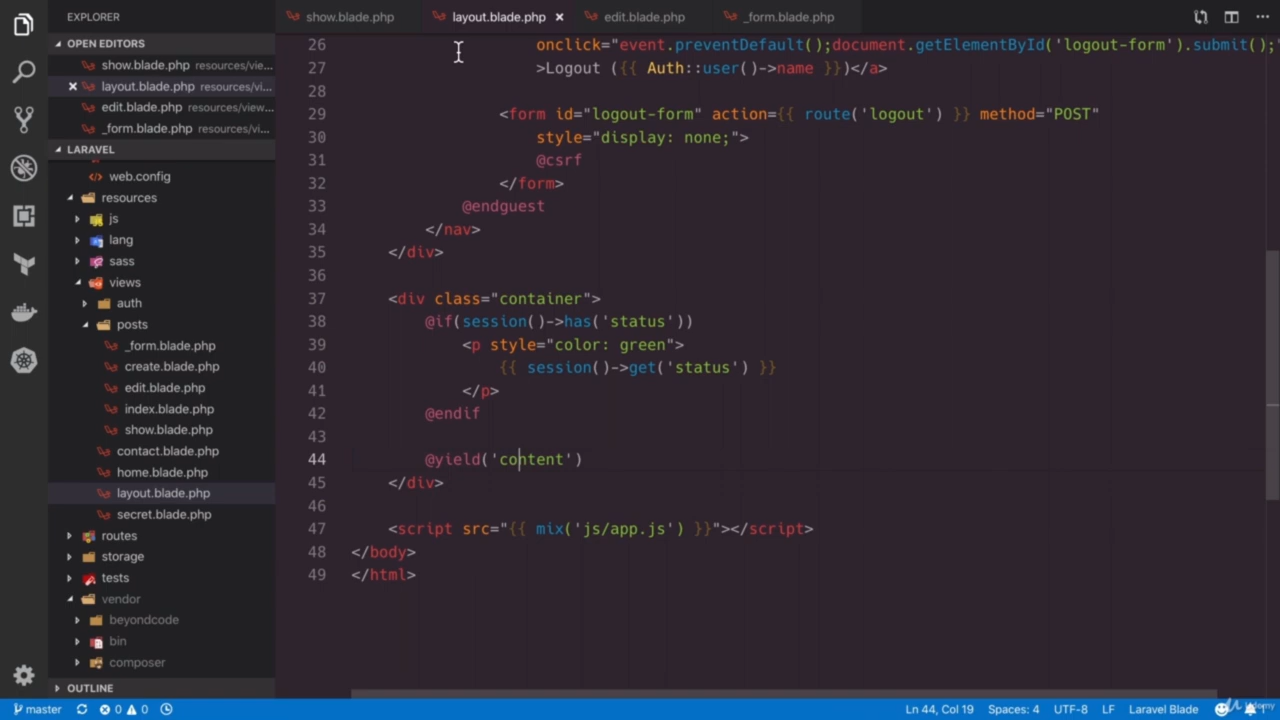 EXPLORER
OPEN EDITORS
show.blade.php resources/vie...
layout.blade.php resources/vi...
edit.blade.php resources/view...
_form.blade.php resources/vi...
LARAVEL
web.config
resources
js
lang
sass
views
auth
posts
_form.blade.php
create.blade.php
edit.blade.php
index.blade.php
show.blade.php
contact.blade.php
home.blade.php
layout.blade.php
secret.blade.php
routes
storage
tests
vendor
beyondcode
bin
composer
OUTLINE
show.blade.php layout.blade.php edit.blade.php _form.blade.php
26 onclick="event.preventDefault();document.getElementById('logout-form').submit();"
27 >Logout ({{ Auth::user()->name }})</a>
28
29 <form id="logout-form" action={{ route('logout') }} method="POST"
30 style="display: none;">
31 @csrf
32 </form>
33 @endguest
34 </nav>
35 </div>
36
37 <div class="container">
38 @if(session()->has('status'))
39 <p style="color: green">
40 {{ session()->get('status') }}
41 </p>
42 @endif
43
44 @yield('content')
45 </div>
46
47 <script src="{{ mix('js/app.js') }}"></script>
48 </body>
49 </html>
master 0 0 Ln 44, Col 19 Spaces: 4 UTF-8 LF Laravel Blade Udemy